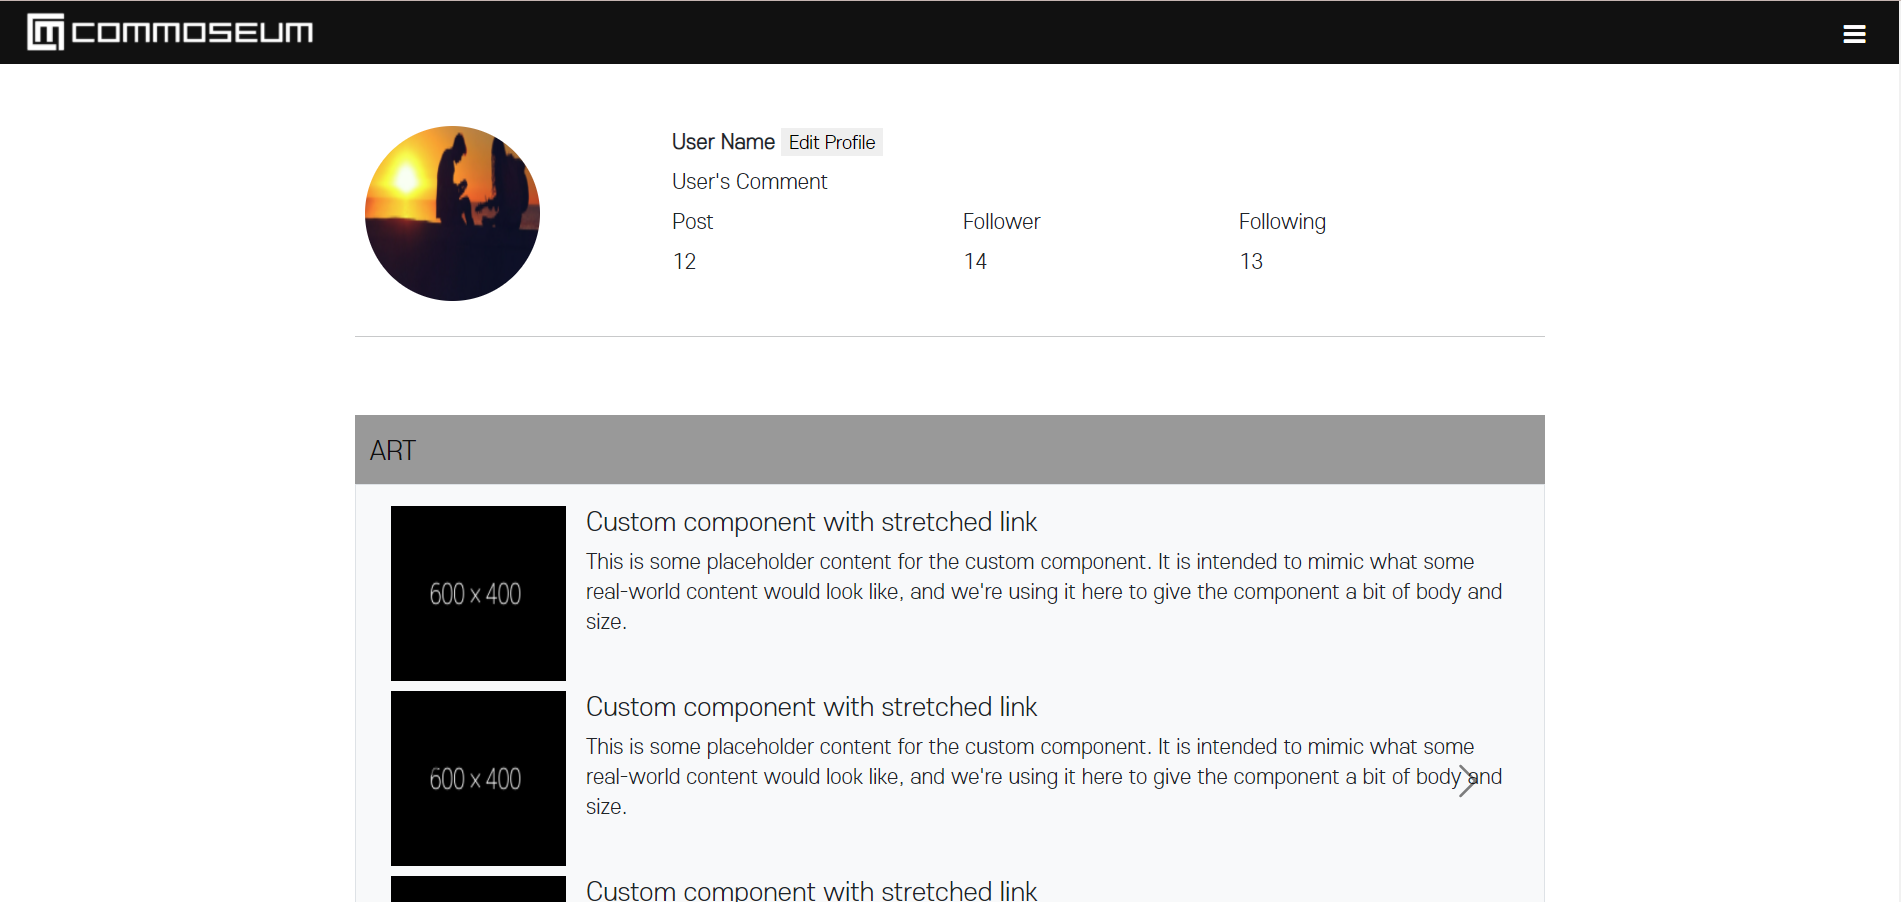 COMMOSEUM
User Name Edit Profile
User's Comment
Post Follower Following
12 14 13
ART
600 x 400
Custom component with stretched link
This is some placeholder content for the custom component. It is intended to mimic what some
real-world content would look like, and we're using it here to give the component a bit of body and
size.
600 x 400
Custom component with stretched link
This is some placeholder content for the custom component. It is intended to mimic what some
real-world content would look like, and we're using it here to give the component a bit of body and
size.
Custom component with stretched link